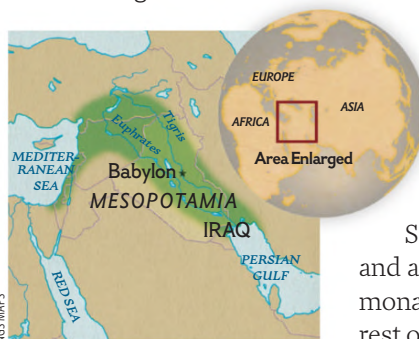 EUROPE
ASIA
AFRICA
Area Enlarged
Tigris
Euphrates
MEDITER-
RANEAN
SEA
Babylon
MESOPOTAMIA
IRAQ
PERSIAN
GULF
RED SEA
MAPS
S
and a
mona
rest o